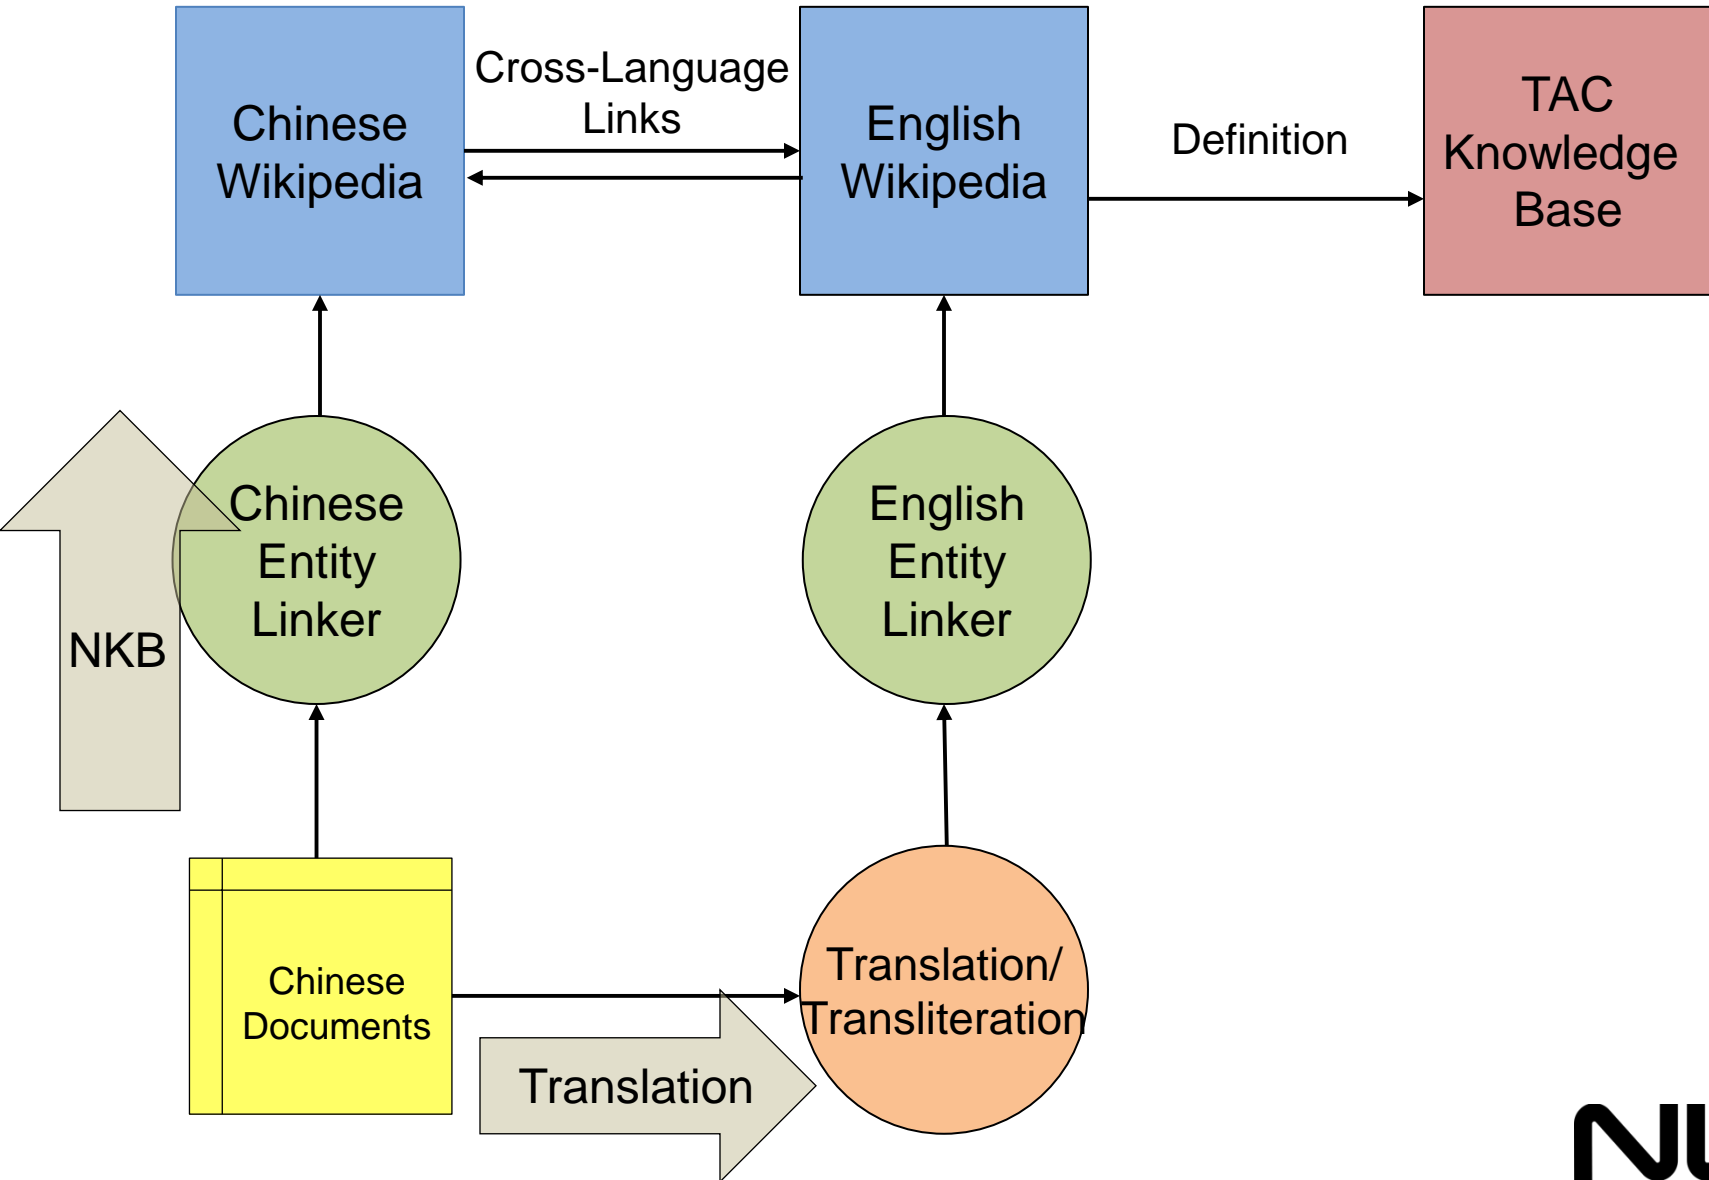 Chinese
Wikipedia
Cross-Language
Links
English
Wikipedia
Definition
TAC
Knowledge
Base
NKB
Chinese
Entity
Linker
English
Entity
Linker
Chinese
Documents
Translation
Translation/
Transliteration